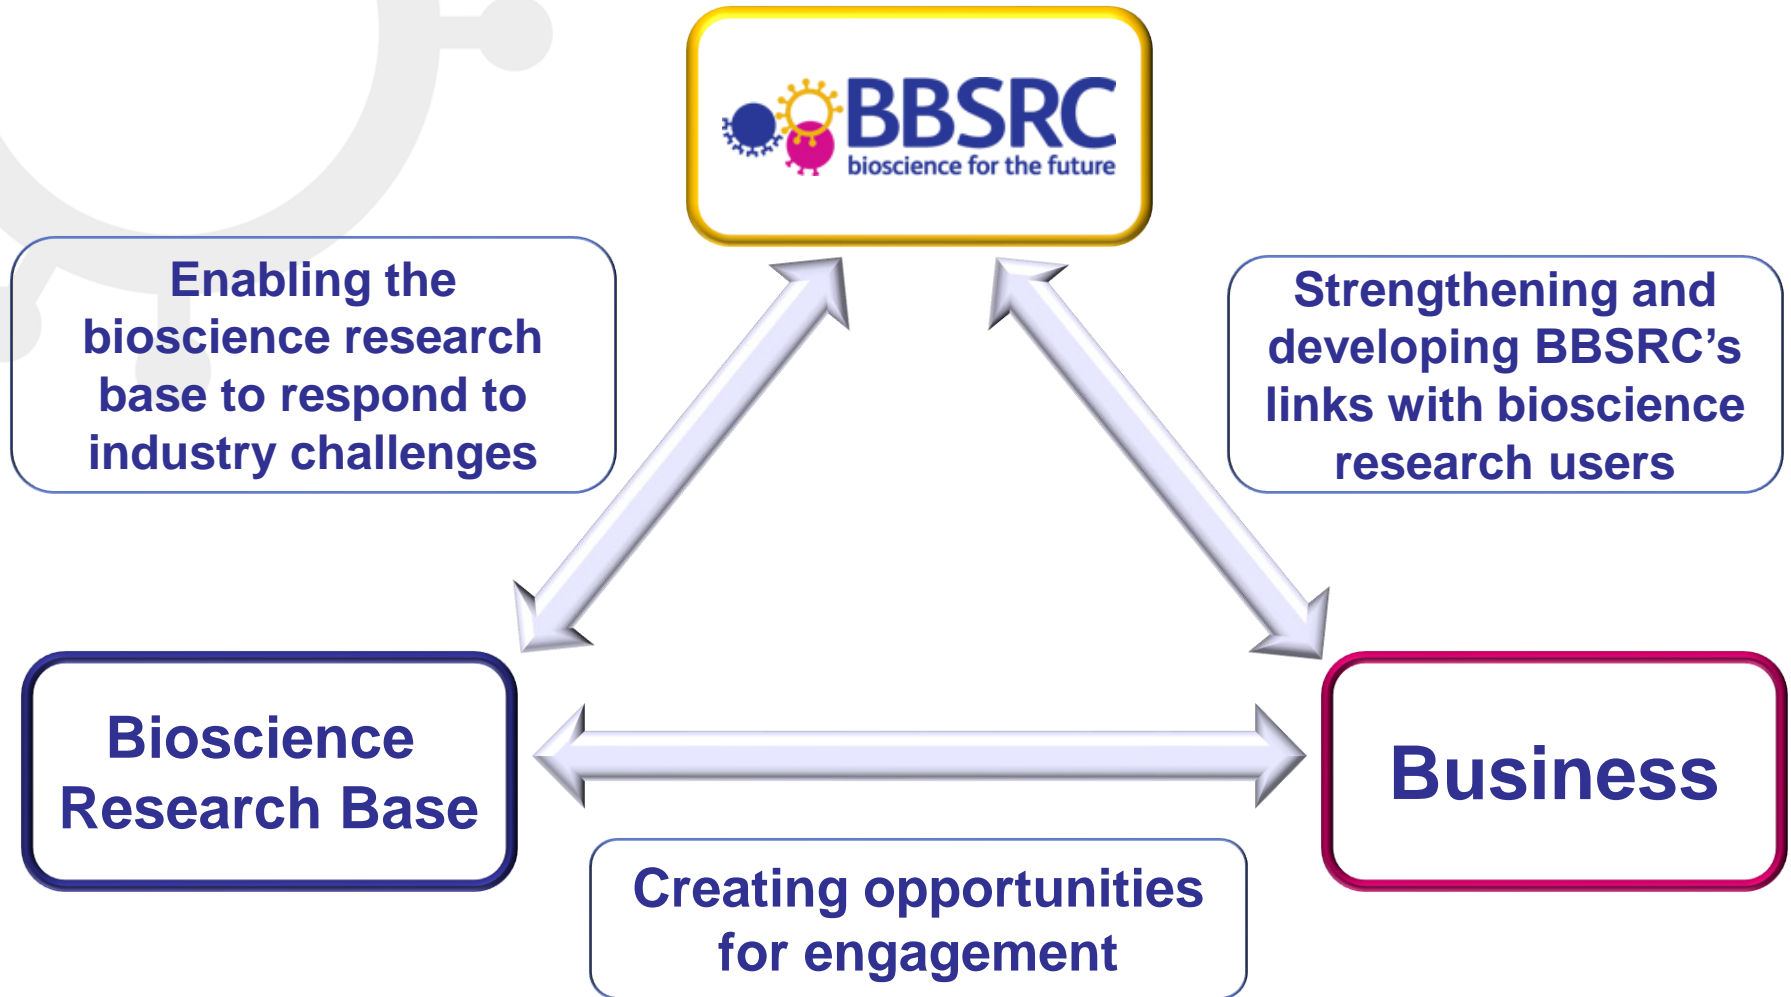 BBSRC
bioscience for the future
Enabling the
bioscience research
base to respond to
industry challenges
Strengthening and
developing BBSRC’s
links with bioscience
research users
Bioscience
Research Base
Business
Creating opportunities
for engagement